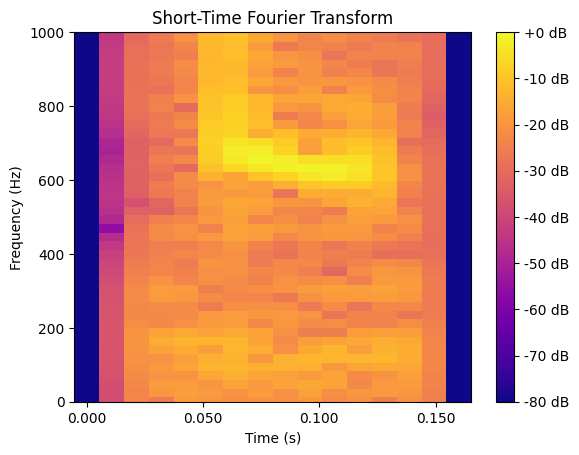 Short-Time Fourier Transform
1000
800
600
400
200
0
Frequency (Hz)
0.000
0.050
0.100
0.150
Time (s)
+0 dB
-10 dB
-20 dB
-30 dB
-40 dB
-50 dB
-60 dB
-70 dB
-80 dB